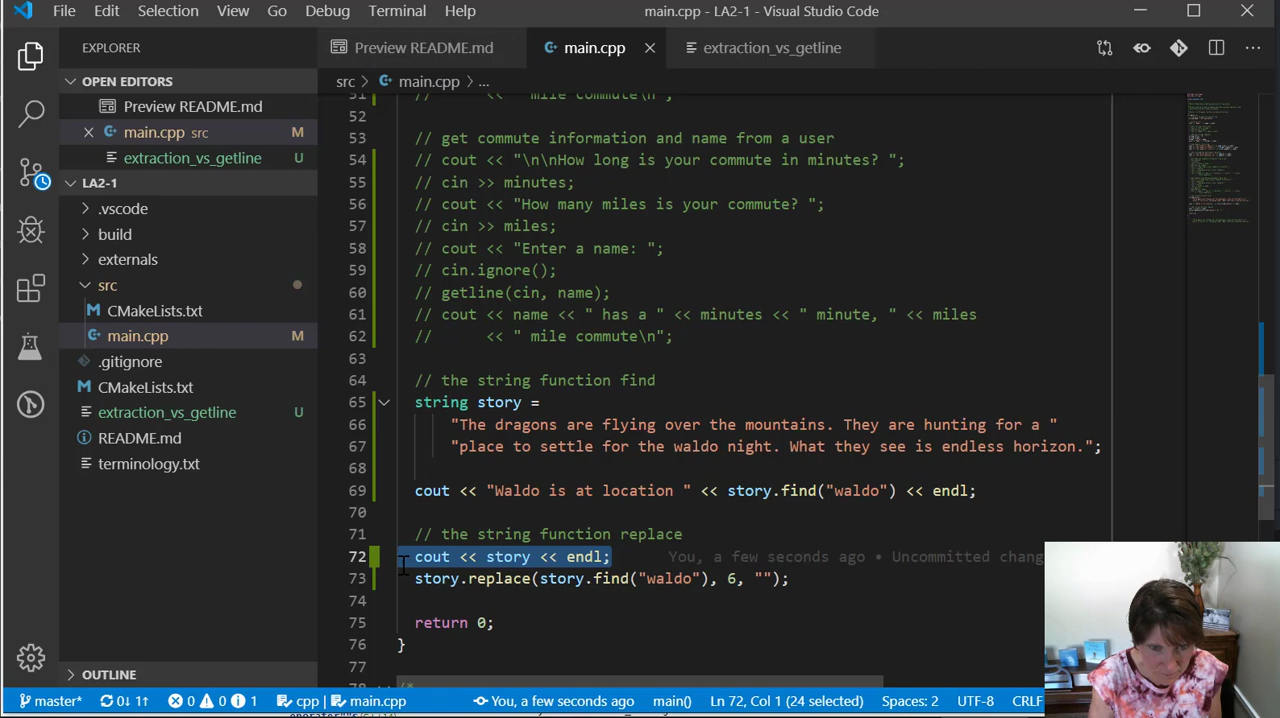 File Edit Selection View Go Debug Terminal Help main.cpp - LA2-1 - Visual Studio Code
EXPLORER
Preview README.md main.cpp extraction_vs_getline
OPEN EDITORS
Preview README.md
main.cpp src M
extraction_vs_getline U
LA2-1
.vscode
build
externals
src
CMakeLists.txt
main.cpp M
.gitignore
CMakeLists.txt
extraction_vs_getline U
README.md
terminology.txt
OUTLINE
src > main.cpp > ...
51 // << " mile commute\n";
52
53 // get commute information and name from a user
54 // cout << "\n\nHow long is your commute in minutes? ";
55 // cin >> minutes;
56 // cout << "How many miles is your commute? ";
57 // cin >> miles;
58 // cout << "Enter a name: ";
59 // cin.ignore();
60 // getline(cin, name);
61 // cout << name << " has a " << minutes << " minute, " << miles
62 // << " mile commute\n";
63
64 // the string function find
65 string story =
66 "The dragons are flying over the mountains. They are hunting for a "
67 "place to settle for the waldo night. What they see is endless horizon.";
68
69 cout << "Waldo is at location " << story.find("waldo") << endl;
70
71 // the string function replace
72 cout << story << endl; You, a few seconds ago • Uncommitted chang
73 story.replace(story.find("waldo"), 6, "");
74
75 return 0;
76 }
77
78 /*
master* 0↓ 1↑ 0 0 1 cpp | main.cpp You, a few seconds ago main() Ln 72, Col 1 (24 selected) Spaces: 2 UTF-8 CRLF